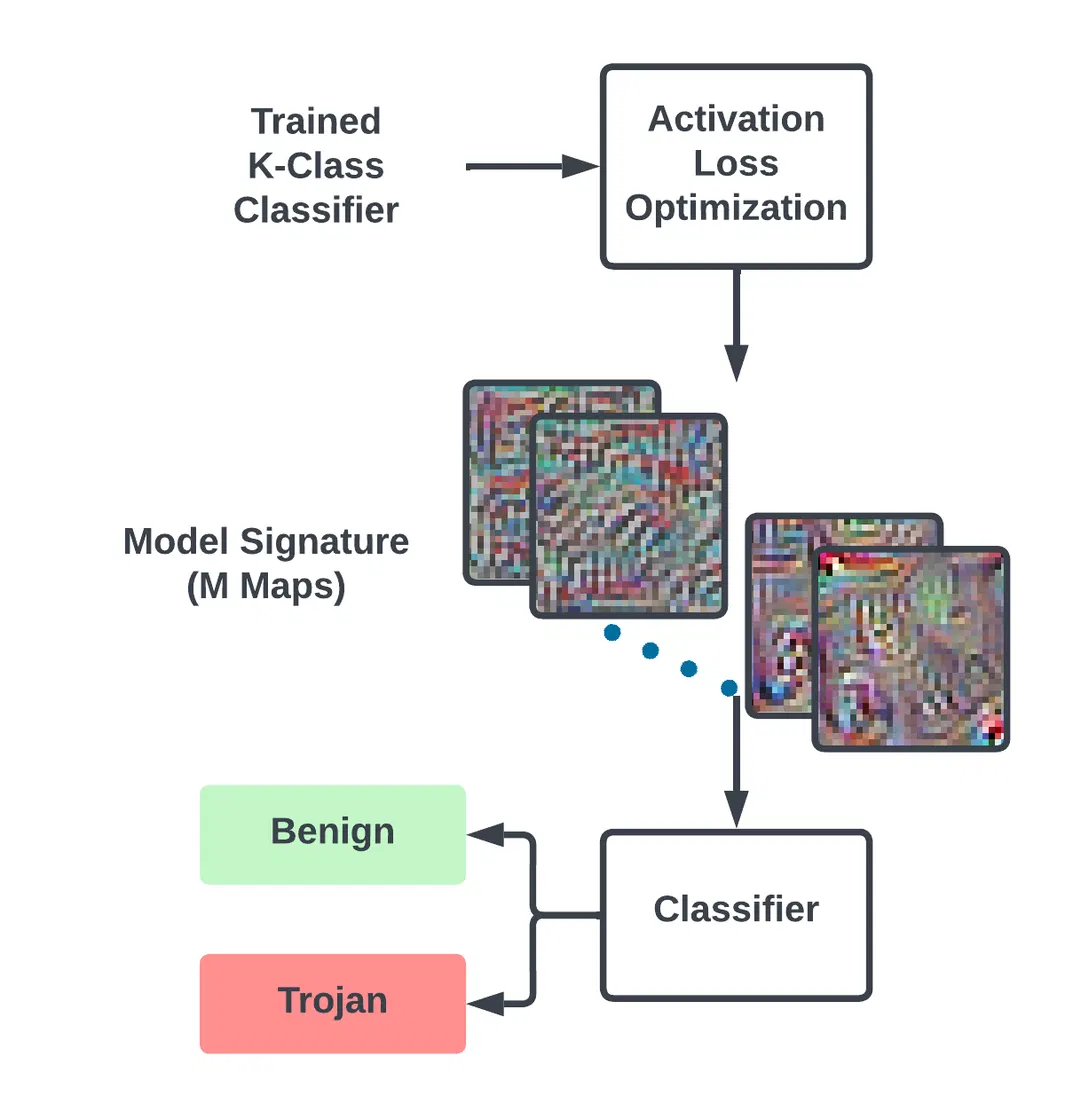 Trained
K-Class
Classifier
Activation
Loss
Optimization
Model Signature
(M Maps)
Benign
Classifier
Trojan